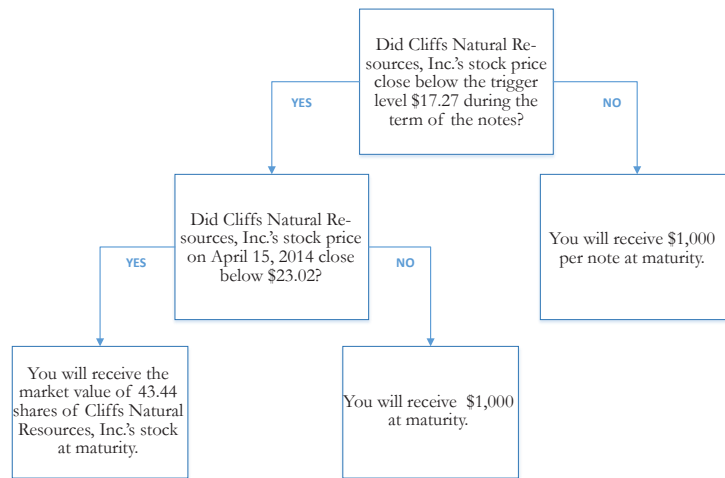 Did Cliffs Natural Re-
sources, Inc.'s stock price
close below the trigger
level $17.27 during the
term of the notes?
YES
NO
Did Cliffs Natural Re-
sources, Inc.'s stock price
on April 15, 2014 close
below $23.02?
You will receive $1,000
per note at maturity.
YES
NO
You will receive the
market value of 43.44
shares of Cliffs Natural
Resources, Inc.'s stock
at maturity.
You will receive $1,000
at maturity.